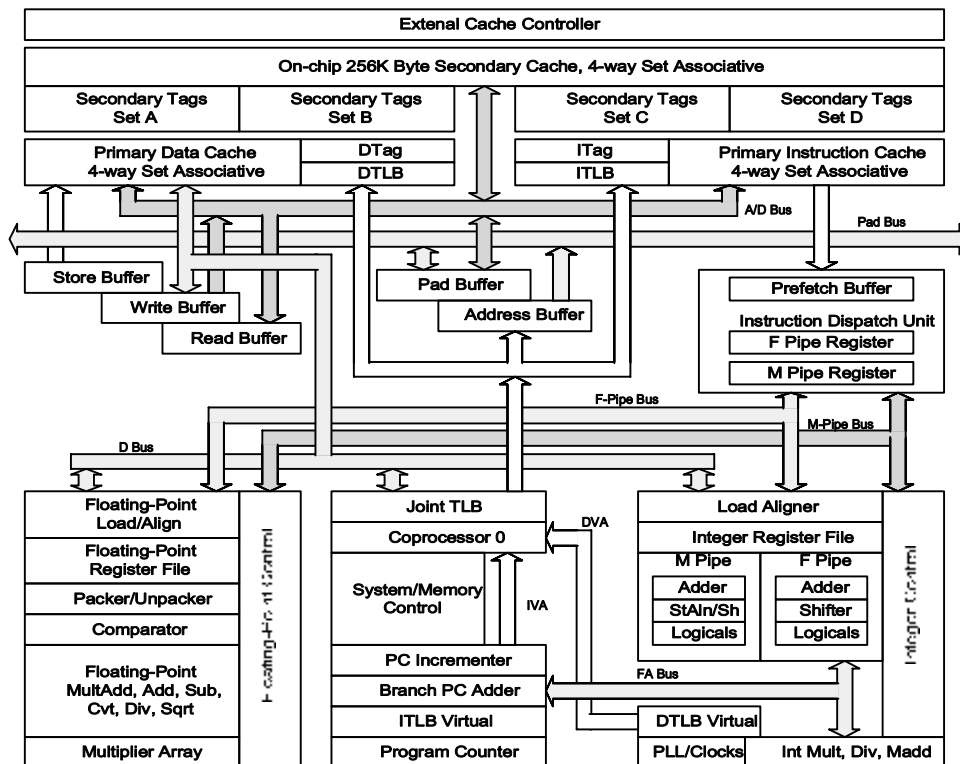 Extenal Cache Controller
On-chip 256K Byte Secondary Cache, 4-way Set Associative
Secondary Tags
Set A
Secondary Tags
Set B
Secondary Tags
Set C
Secondary Tags
Set D
Primary Data Cache
4-way Set Associative
DTag
DTLB
ITag
ITLB
Primary Instruction Cache
4-way Set Associative
A/D Bus
Pad Bus
Store Buffer
Write Buffer
Read Buffer
Pad Buffer
Address Buffer
Prefetch Buffer
Instruction Dispatch Unit
F Pipe Register
M Pipe Register
F-Pipe Bus
M-Pipe Bus
D Bus
Floating-Point
Load/Align
Floating-Point
Register File
Packer/Unpacker
Comparator
Floating-Point
MultAdd, Add, Sub,
Cvt, Div, Sqrt
Multiplier Array
Floating-Point Control
Joint TLB
Coprocessor 0
System/Memory
Control
DVA
IVA
PC Incrementer
Branch PC Adder
ITLB Virtual
Program Counter
Load Aligner
Integer Register File
M Pipe
Adder
StAln/Sh
Logicals
F Pipe
Adder
Shifter
Logicals
FA Bus
DTLB Virtual
PLL/Clocks
Int Mult, Div, Madd
Integer Control